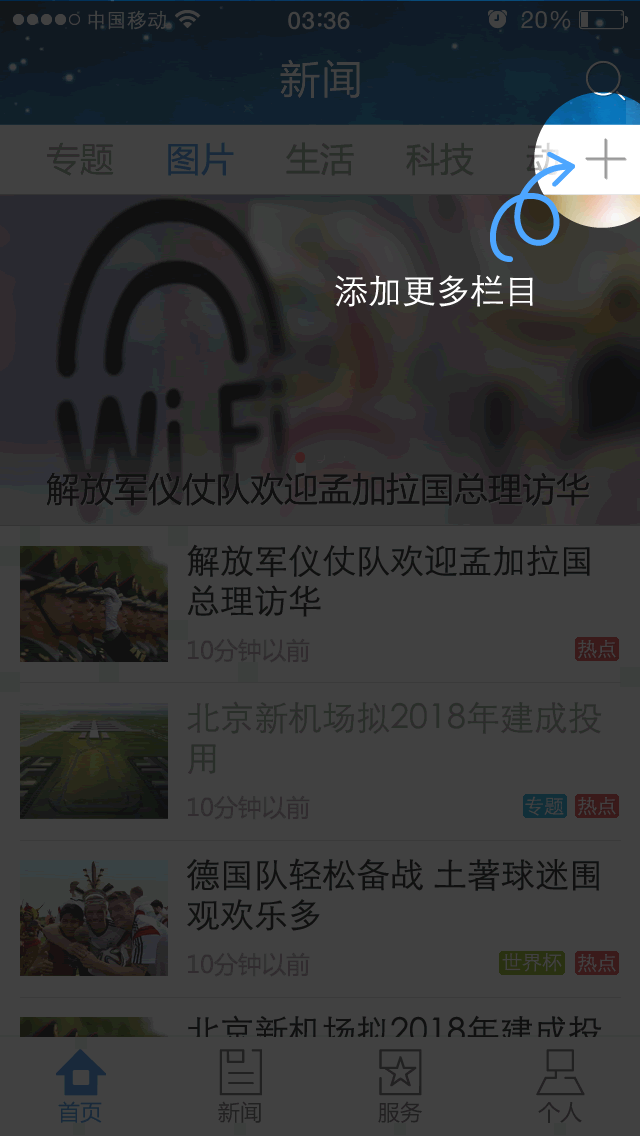 中国移动
03:36
20%
新闻
专题
图片
生活
科技
动
添加更多栏目
WiFi
解放军仪仗队欢迎孟加拉国总理访华
解放军仪仗队欢迎孟加拉国
总理访华
10分钟以前
热点
北京新机场拟2018年建成投
用
10分钟以前
专题
热点
德国队轻松备战 土著球迷围
观欢乐多
10分钟以前
世界杯
热点
北京新机场拟2018年建成投
首页
新闻
服务
个人